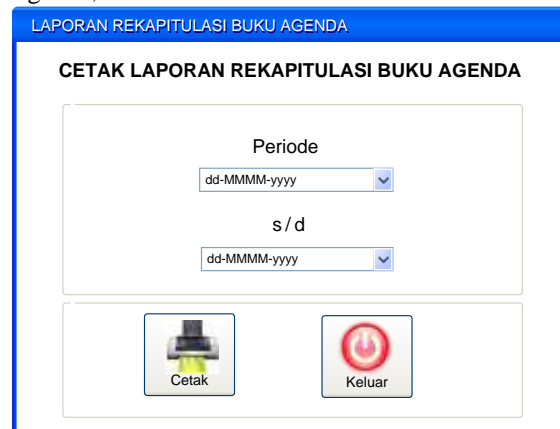 LAPORAN REKAPITULASI BUKU AGENDA
CETAK LAPORAN REKAPITULASI BUKU AGENDA
Periode
dd-MMMM-yyyy
s/d
dd-MMMM-yyyy
Cetak
Keluar